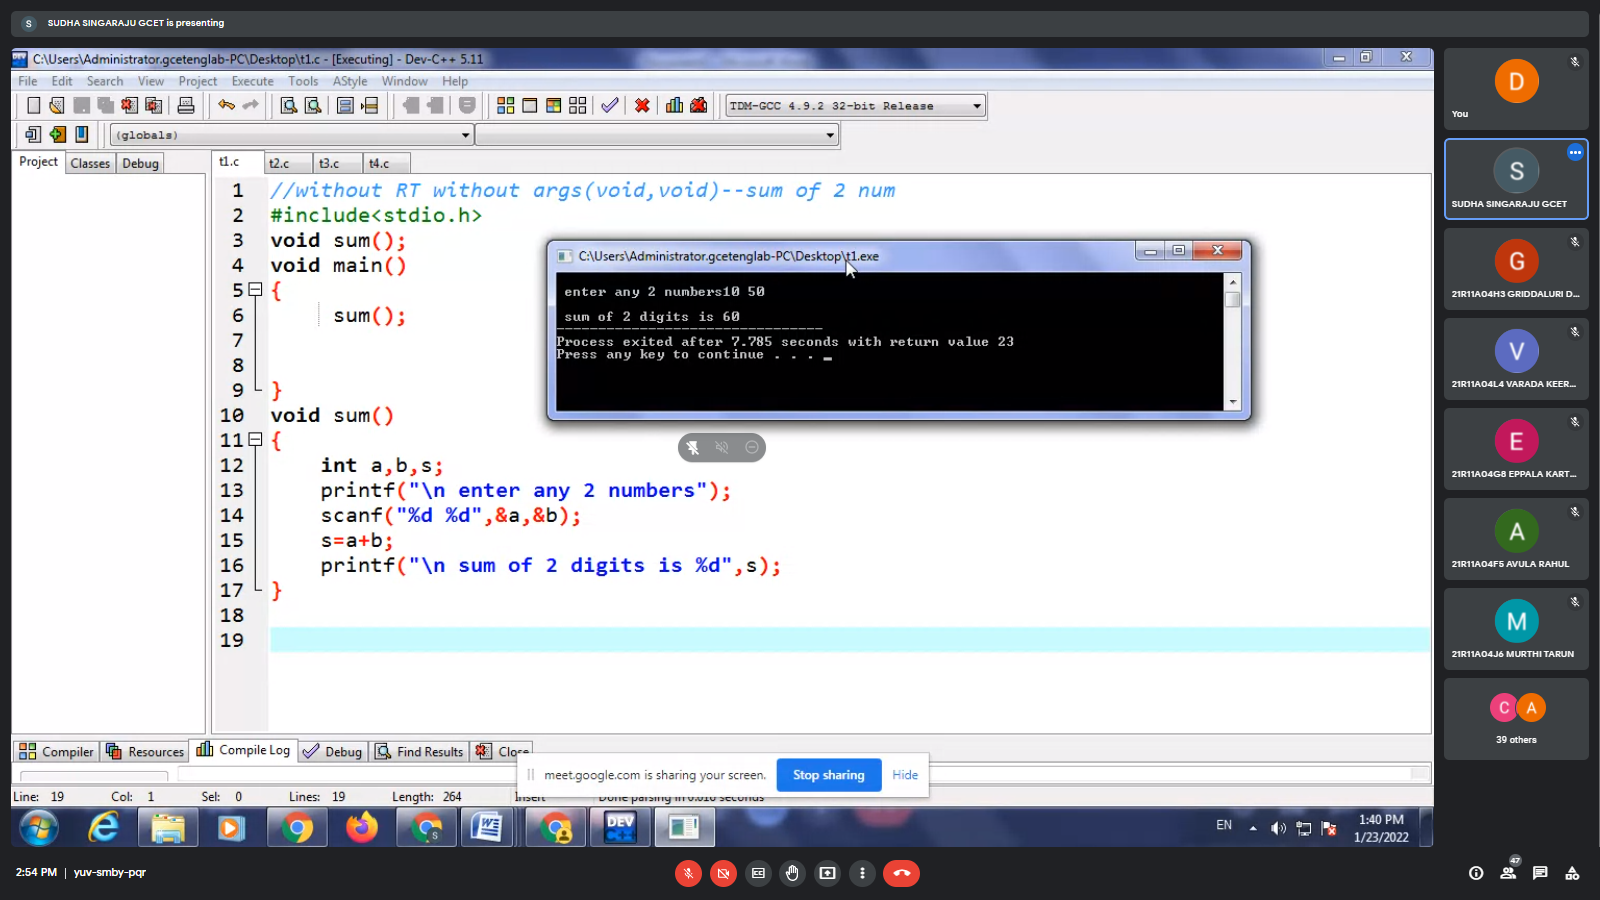 S SUDHA SINGARAJU GCET is presenting
C:\Users\Administrator.gcetenglab-PC\Desktop\t1.c - [Executing] - Dev-C++ 5.11
File Edit Search View Project Execute Tools AStyle Window Help
TDM-GCC 4.9.2 32-bit Release
(globals)
Project Classes Debug
t1.c t2.c t3.c t4.c
1 //without RT without args(void,void)--sum of 2 num
2 #include<stdio.h>
3 void sum();
4 void main()
5 {
6 sum();
7
8
9 }
10 void sum()
11 {
12 int a,b,s;
13 printf("\n enter any 2 numbers");
14 scanf("%d %d",&a,&b);
15 s=a+b;
16 printf("\n sum of 2 digits is %d",s);
17 }
18
19
C:\Users\Administrator.gcetenglab-PC\Desktop\t1.exe
enter any 2 numbers10 50
sum of 2 digits is 60
--------------------------------
Process exited after 7.785 seconds with return value 23
Press any key to continue . . . _
Compiler Resources Compile Log Debug Find Results Close
meet.google.com is sharing your screen. Stop sharing Hide
Line: 19 Col: 1 Sel: 0 Lines: 19 Length: 264 Insert Done parsing in 0.016 seconds
DEV C++
EN
1:40 PM
1/23/2022
2:54 PM | yuv-smby-pqr
47
D
You
S
SUDHA SINGARAJU GCET
G
21R11A04H3 GRIDDALURI D...
V
21R11A04L4 VARADA KEER...
E
21R11A04G8 EPPALA KART...
A
21R11A04F5 AVULA RAHUL
M
21R11A04J6 MURTHI TARUN
C A
39 others